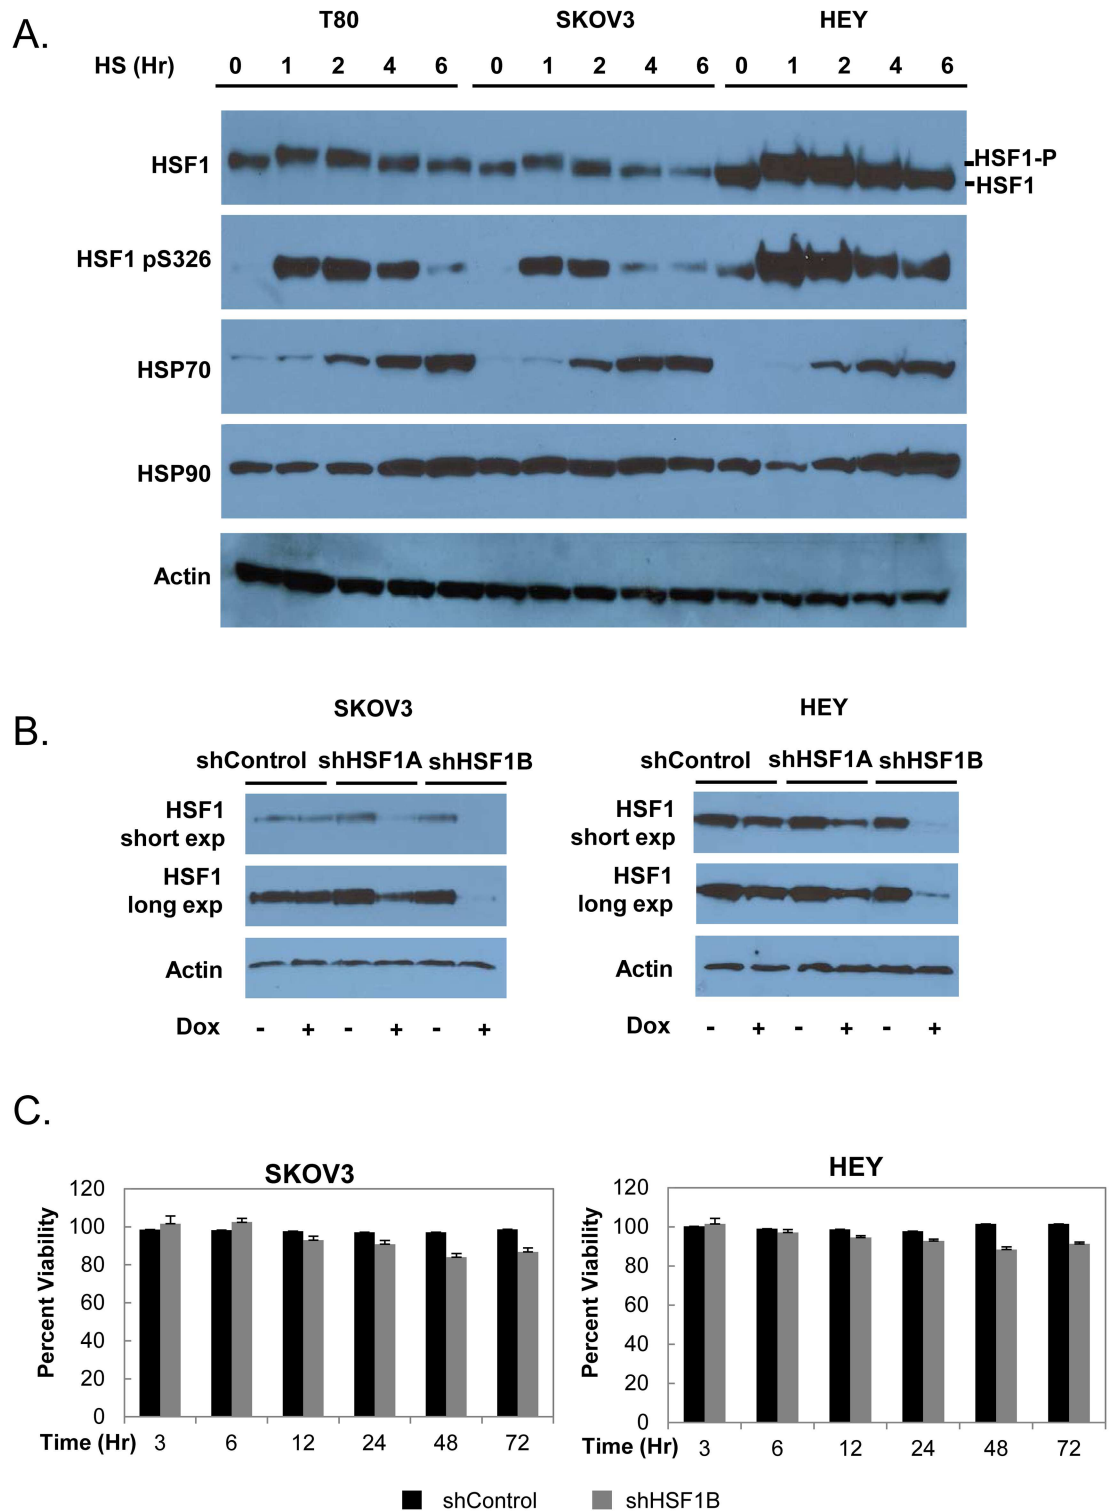 A.
T80 SKOV3 HEY
HS (Hr) 0 1 2 4 6 0 1 2 4 6 0 1 2 4 6
HSF1
HSF1-P
HSF1
HSF1 pS326
HSP70
HSP90
Actin
B.
SKOV3
shControl shHSF1A shHSF1B
HSF1
short exp
HSF1
long exp
Actin
Dox - + - + - +
HEY
shControl shHSF1A shHSF1B
HSF1
short exp
HSF1
long exp
Actin
Dox - + - + - +
C.
SKOV3
Percent Viability
120
100
80
60
40
20
0
Time (Hr) 3 6 12 24 48 72
HEY
Percent Viability
120
100
80
60
40
20
0
Time (Hr) 3 6 12 24 48 72
shControl shHSF1B